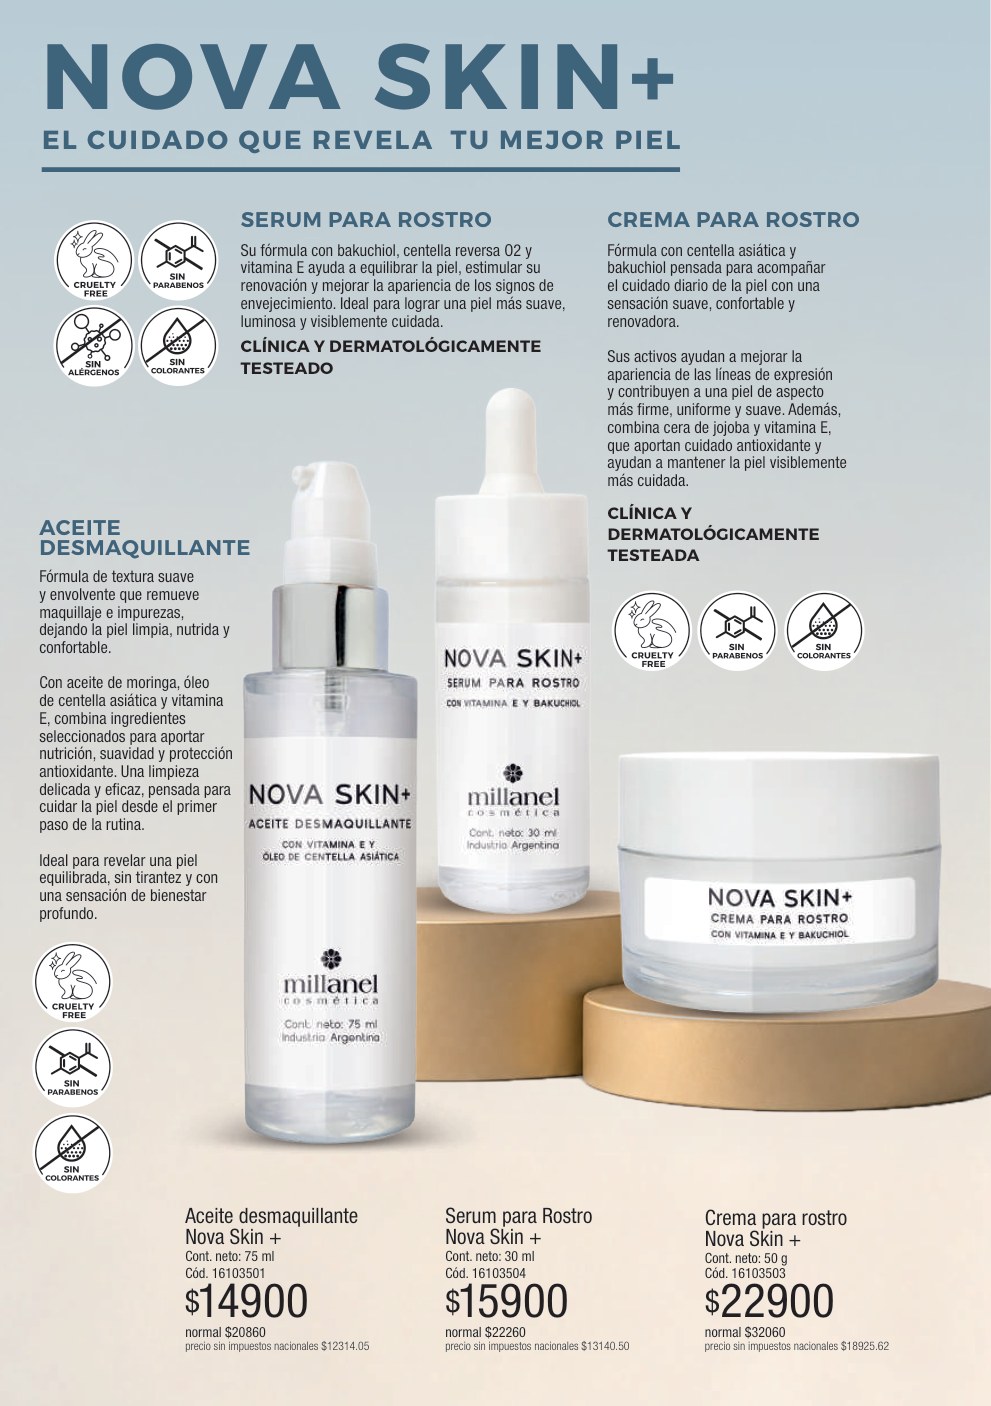 NOVA SKIN+
EL CUIDADO QUE REVELA TU MEJOR PIEL
CRUELTY
FREE
SIN
PARABENOS
SIN
ALÉRGENOS
SIN
COLORANTES
SERUM PARA ROSTRO
Su fórmula con bakuchiol, centella reversa O2 y
vitamina E ayuda a equilibrar la piel, estimular su
renovación y mejorar la apariencia de los signos de
envejecimiento. Ideal para lograr una piel más suave,
luminosa y visiblemente cuidada.
CLÍNICA Y DERMATOLÓGICAMENTE
TESTEADO
CREMA PARA ROSTRO
Fórmula con centella asiática y
bakuchiol pensada para acompañar
el cuidado diario de la piel con una
sensación suave, confortable y
renovadora.
Sus activos ayudan a mejorar la
apariencia de las líneas de expresión
y contribuyen a una piel de aspecto
más firme, uniforme y suave. Además,
combina cera de jojoba y vitamina E,
que aportan cuidado antioxidante y
ayudan a mantener la piel visiblemente
más cuidada.
CLÍNICA Y
DERMATOLÓGICAMENTE
TESTEADA
CRUELTY
FREE
SIN
PARABENOS
SIN
COLORANTES
ACEITE
DESMAQUILLANTE
Fórmula de textura suave
y envolvente que remueve
maquillaje e impurezas,
dejando la piel limpia, nutrida y
confortable.
Con aceite de moringa, óleo
de centella asiática y vitamina
E, combina ingredientes
seleccionados para aportar
nutrición, suavidad y protección
antioxidante. Una limpieza
delicada y eficaz, pensada para
cuidar la piel desde el primer
paso de la rutina.
Ideal para revelar una piel
equilibrada, sin tirantez y con
una sensación de bienestar
profundo.
CRUELTY
FREE
SIN
PARABENOS
SIN
COLORANTES
NOVA SKIN+
ACEITE DESMAQUILLANTE
CON VITAMINA E Y
ÓLEO DE CENTELLA ASIÁTICA
millanel
cosmética
Cont. neto: 75 ml
Industria Argentina
NOVA SKIN+
SERUM PARA ROSTRO
CON VITAMINA E Y BAKUCHIOL
millanel
cosmética
Cont. neto: 30 ml
Industria Argentina
NOVA SKIN+
CREMA PARA ROSTRO
CON VITAMINA E Y BAKUCHIOL
Aceite desmaquillante
Nova Skin +
Cont. neto: 75 ml
Cód. 16103501
$14900
normal $20860
precio sin impuestos nacionales $12314.05
Serum para Rostro
Nova Skin +
Cont. neto: 30 ml
Cód. 16103504
$15900
normal $22260
precio sin impuestos nacionales $13140.50
Crema para rostro
Nova Skin +
Cont. neto: 50 g
Cód. 16103503
$22900
normal $32060
precio sin impuestos nacionales $18925.62